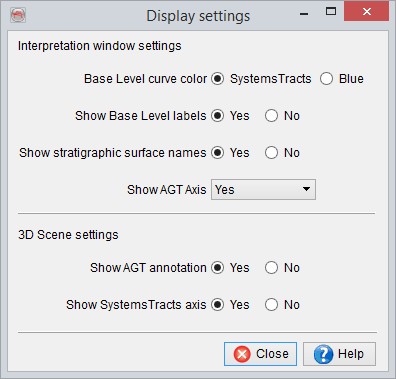 Display settings
Interpretation window settings
Base Level curve color SystemsTracts Blue
Show Base Level labels Yes No
Show stratigraphic surface names Yes No
Show AGT Axis Yes
3D Scene settings
Show AGT annotation Yes No
Show SystemsTracts axis Yes No
Close ? Help